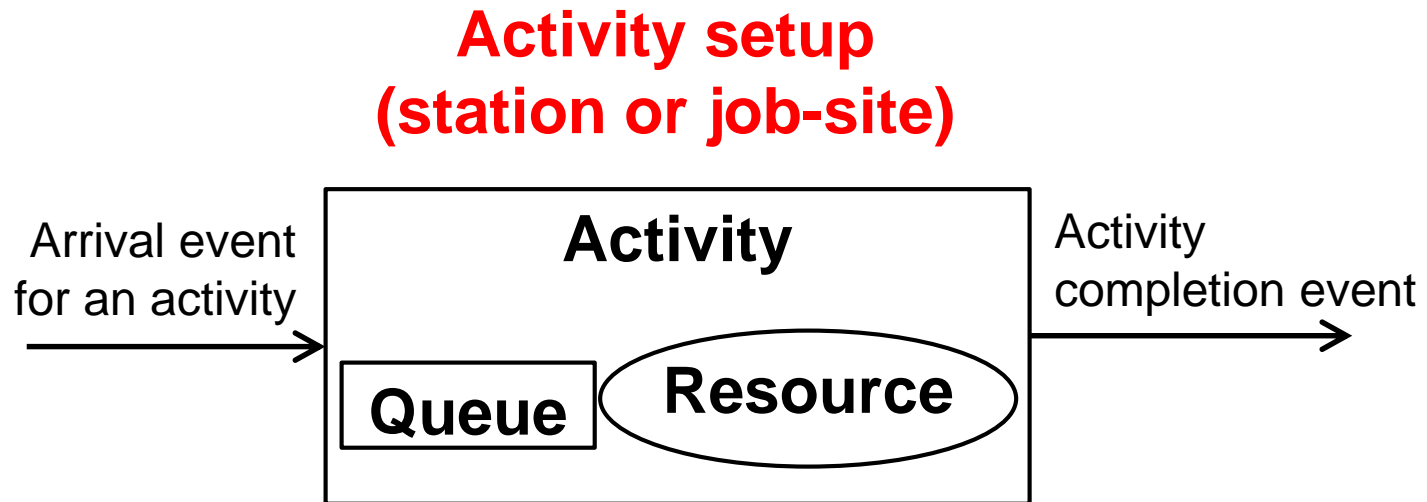 Activity setup
(station or job-site)
Arrival event
for an activity
Activity
Queue
Resource
Activity
completion event